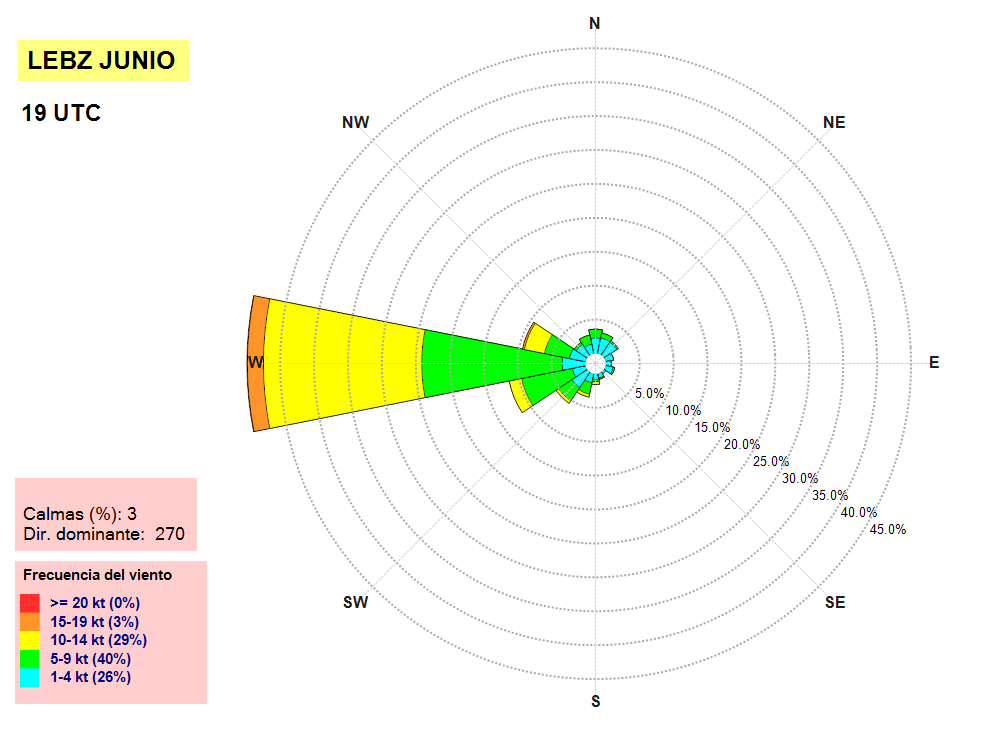 LEBZ JUNIO
19 UTC
N
NW
NE
W
E
5.0%
10.0%
15.0%
20.0%
25.0%
30.0%
35.0%
40.0%
45.0%
SW
SE
S
Calmas (%): 3
Dir. dominante: 270
Frecuencia del viento
>= 20 kt (0%)
15-19 kt (3%)
10-14 kt (29%)
5-9 kt (40%)
1-4 kt (26%)